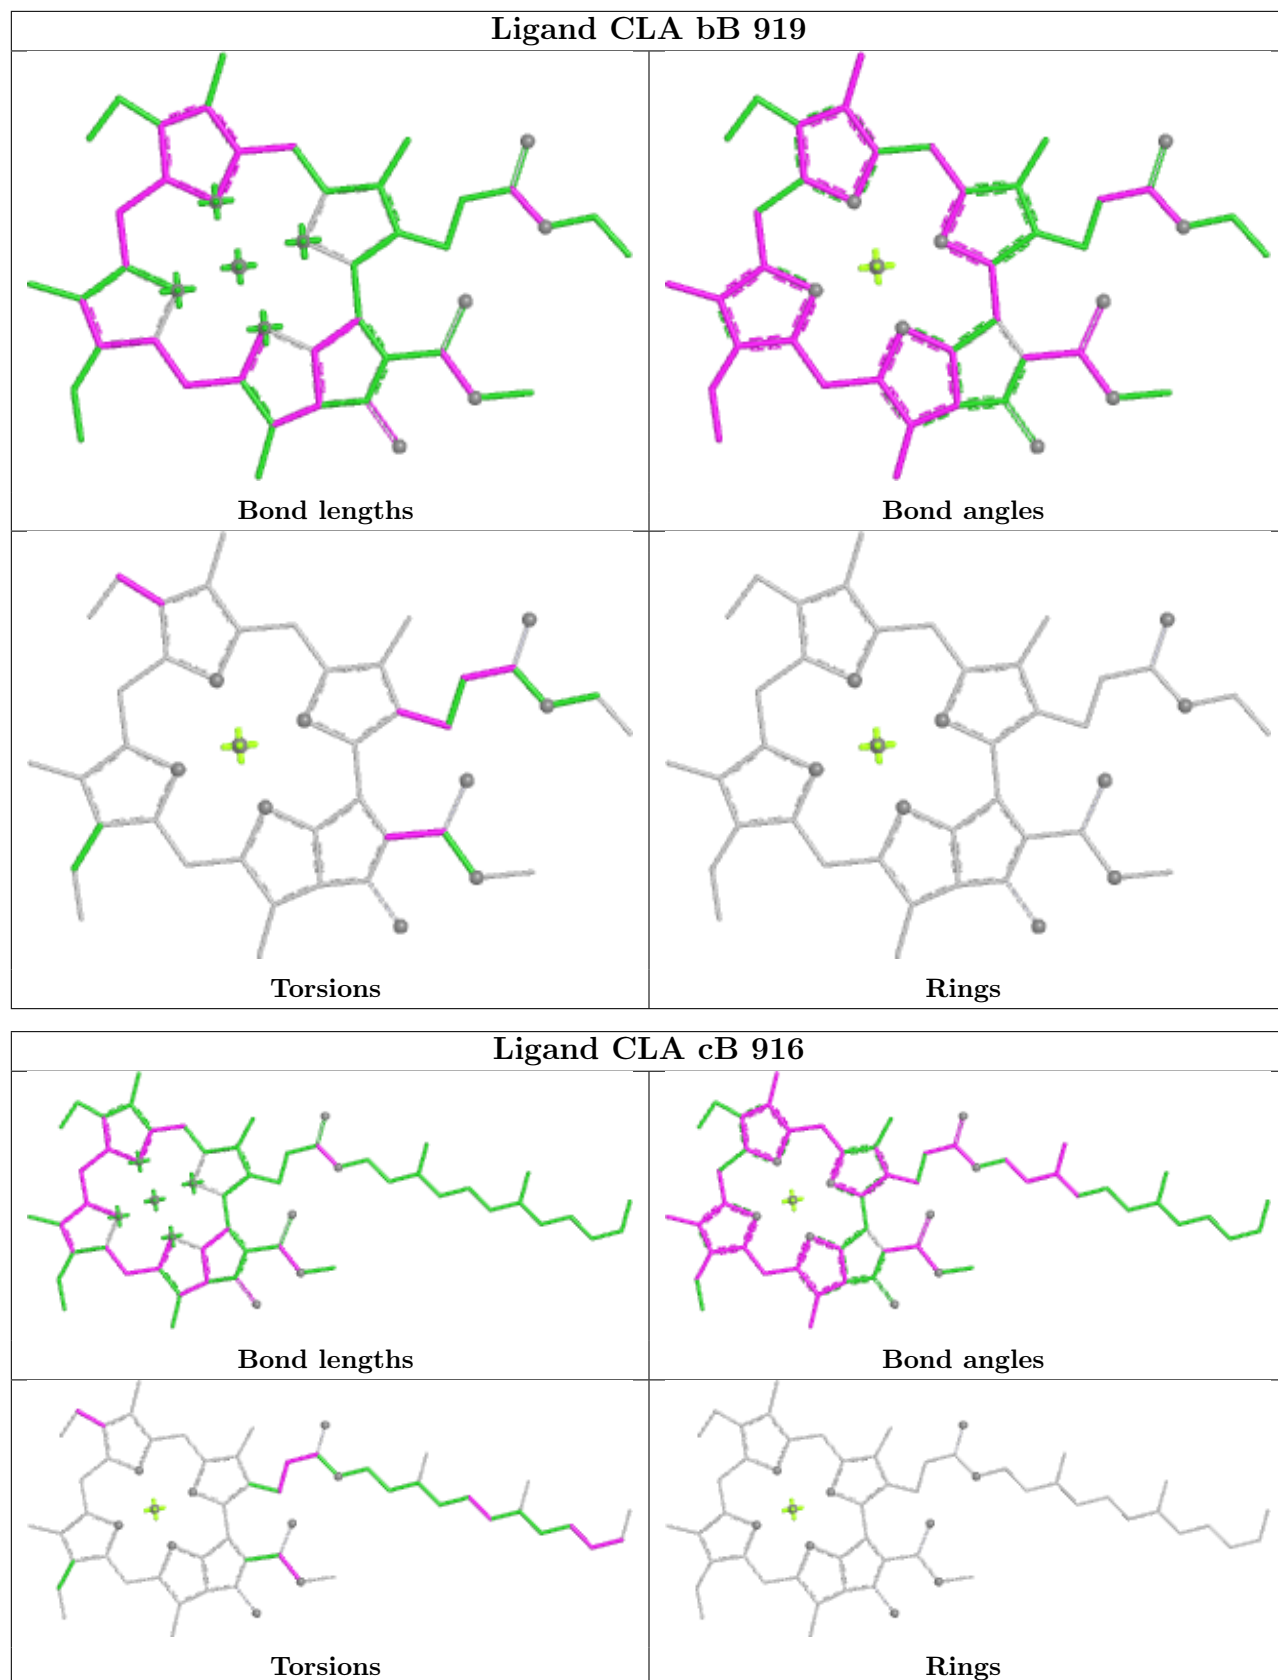 Ligand CLA bB 919
Bond lengths
Bond angles
Torsions
Rings
Ligand CLA cB 916
Bond lengths
Bond angles
Torsions
Rings